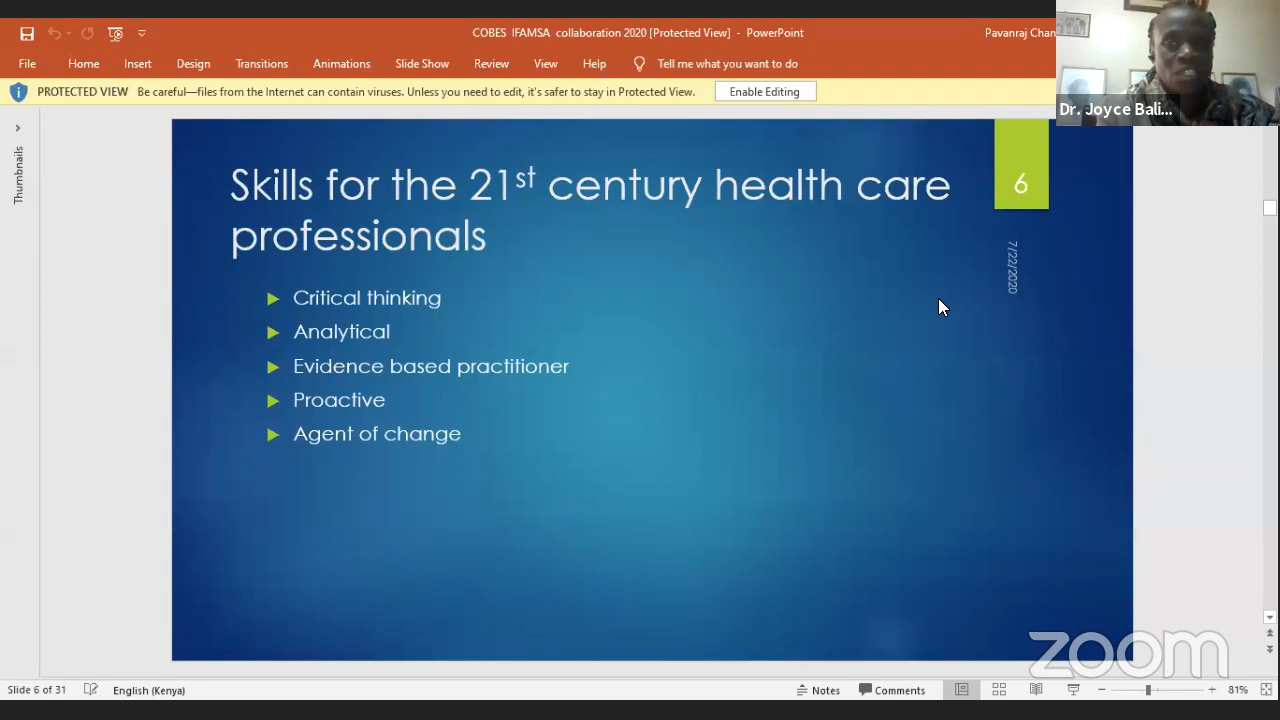 COBES IFAMSA collaboration 2020 [Protected View] - PowerPoint
Pavanraj Chan
File Home Insert Design Transitions Animations Slide Show Review View Help Tell me what you want to do
PROTECTED VIEW Be careful—files from the Internet can contain viruses. Unless you need to edit, it's safer to stay in Protected View. Enable Editing
Dr. Joyce Bali...
Thumbnails
Skills for the 21st century health care
professionals
6
7/22/2020
Critical thinking
Analytical
Evidence based practitioner
Proactive
Agent of change
zoom
Slide 6 of 31 English (Kenya) Notes Comments 81%